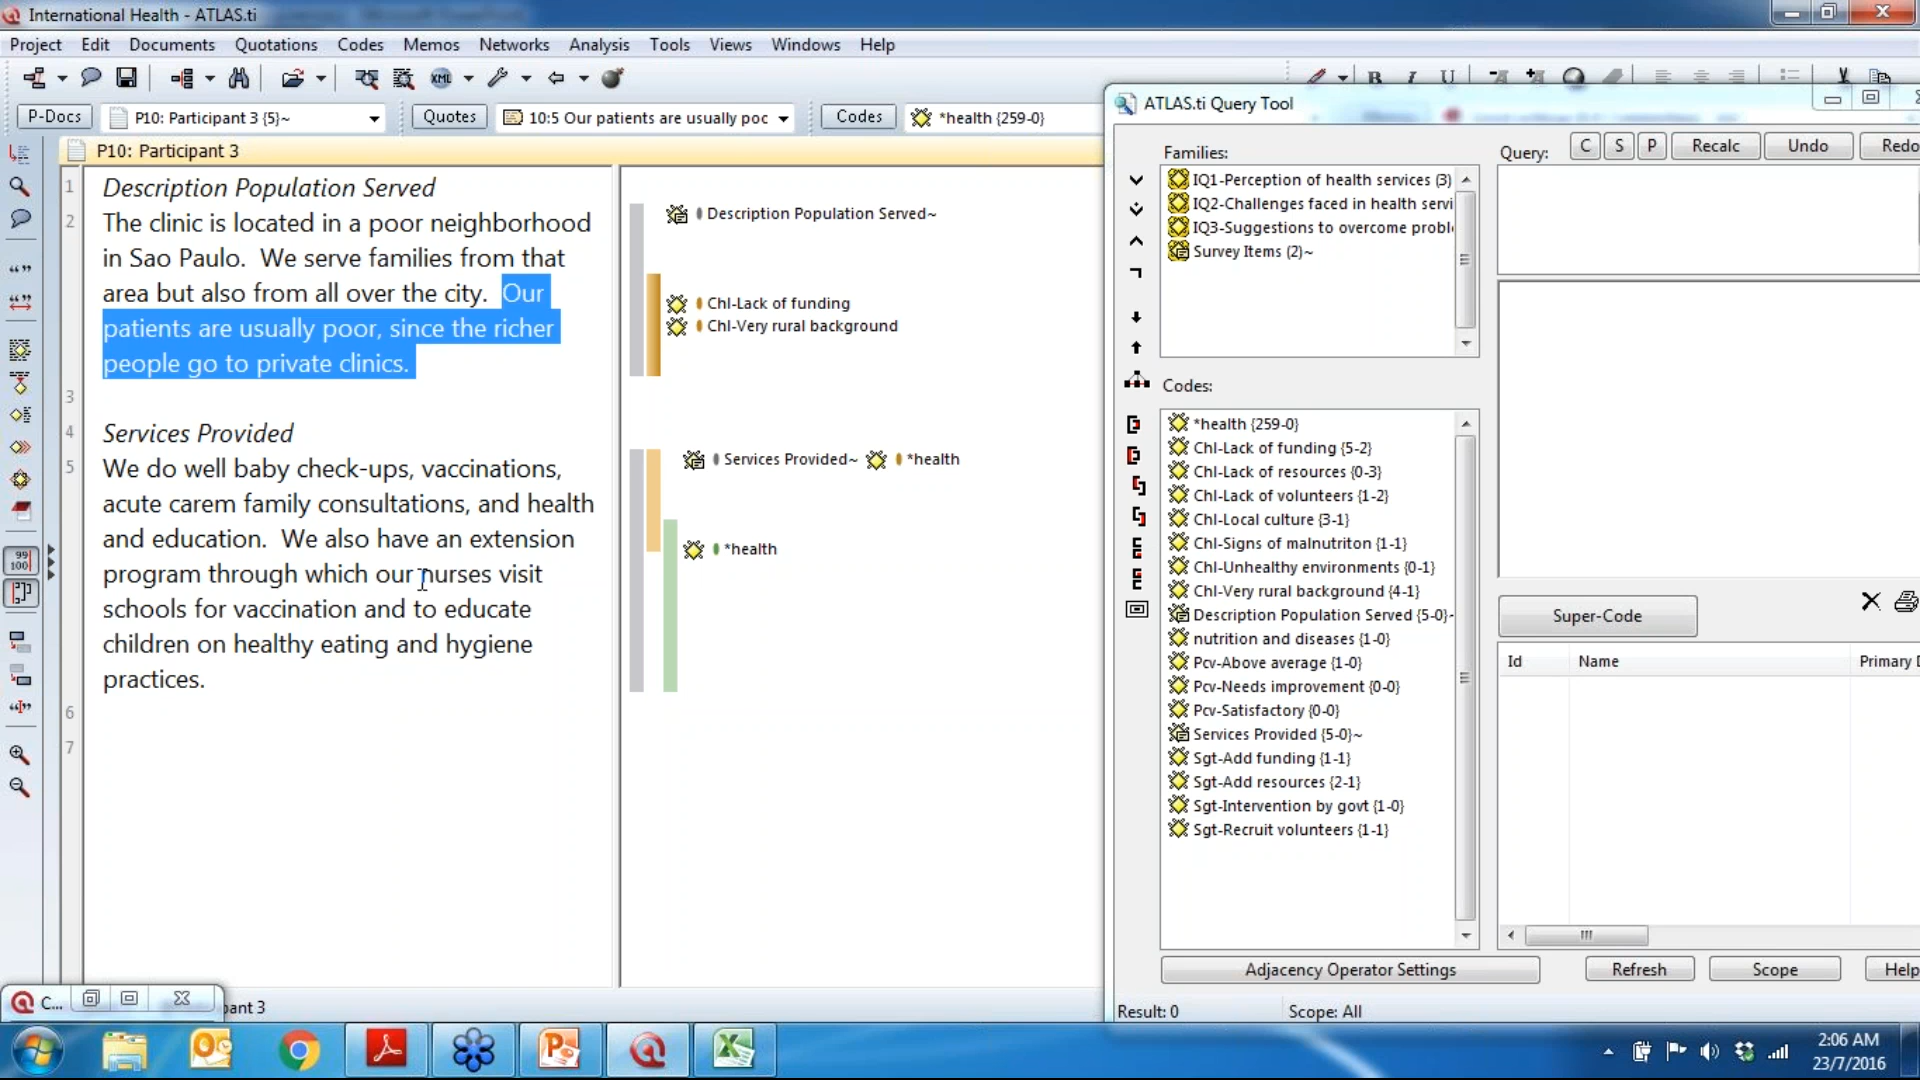 International Health - ATLAS.ti
Project Edit Documents Quotations Codes Memos Networks Analysis Tools Views Windows Help
P-Docs P10: Participant 3 {5}~ Quotes 10:5 Our patients are usually poc Codes *health {259-0}
P10: Participant 3
1 Description Population Served
2 The clinic is located in a poor neighborhood
in Sao Paulo. We serve families from that
area but also from all over the city. Our
patients are usually poor, since the richer
people go to private clinics.
3
4 Services Provided
5 We do well baby check-ups, vaccinations,
acute carem family consultations, and health
and education. We also have an extension
program through which our nurses visit
schools for vaccination and to educate
children on healthy eating and hygiene
practices.
6
7
Description Population Served~
Chl-Lack of funding
Chl-Very rural background
Services Provided~ *health
*health
ATLAS.ti Query Tool
Families:
IQ1-Perception of health services (3)
IQ2-Challenges faced in health servi
IQ3-Suggestions to overcome proble
Survey Items (2)~
Codes:
*health {259-0}
Chl-Lack of funding {5-2}
Chl-Lack of resources {0-3}
Chl-Lack of volunteers {1-2}
Chl-Local culture {3-1}
Chl-Signs of malnutriton {1-1}
Chl-Unhealthy environments {0-1}
Chl-Very rural background {4-1}
Description Population Served {5-0}~
nutrition and diseases {1-0}
Pcv-Above average {1-0}
Pcv-Needs improvement {0-0}
Pcv-Satisfactory {0-0}
Services Provided {5-0}~
Sgt-Add funding {1-1}
Sgt-Add resources {2-1}
Sgt-Intervention by govt {1-0}
Sgt-Recruit volunteers {1-1}
Adjacency Operator Settings
Query: C S P Recalc Undo Redo
Super-Code
Id Name Primary D
Refresh Scope Help
Result: 0 Scope: All
C... pant 3
2:06 AM
23/7/2016